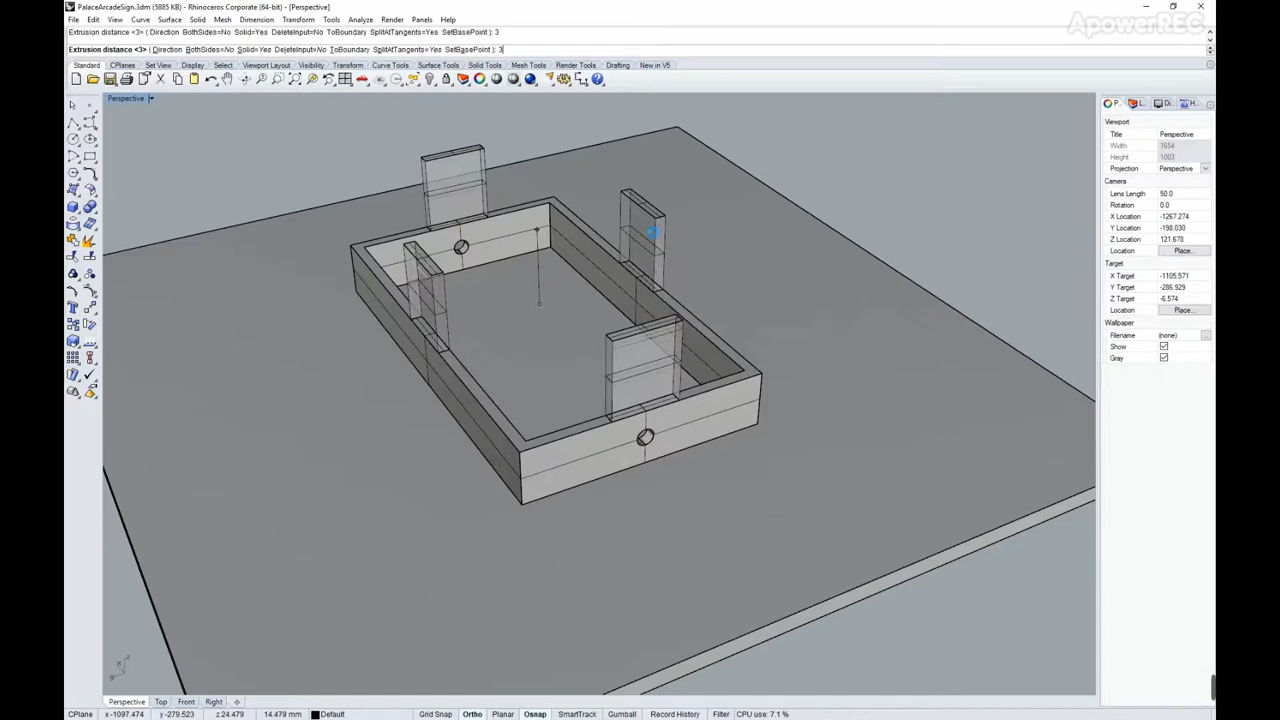 PalaceArcadeSign.3dm (5885 KB) - Rhinoceros Corporate (64-bit) - [Perspective]
ApowerREC
File Edit View Curve Surface Solid Mesh Dimension Transform Tools Analyze Render Panels Help
Extrusion distance <3> ( Direction BothSides=No Solid=Yes DeleteInput=No ToBoundary SplitAtTangents=Yes SetBasePoint ): 3
Extrusion distance <3> ( Direction BothSides=No Solid=Yes DeleteInput=No ToBoundary SplitAtTangents=Yes SetBasePoint ): 3
Standard CPlanes Set View Display Select Viewport Layout Visibility Transform Curve Tools Surface Tools Solid Tools Mesh Tools Render Tools Drafting New in V5
Perspective
P... L... Di... H...
Viewport
Title Perspective
Width 1654
Height 1003
Projection Perspective
Camera
Lens Length 50.0
Rotation 0.0
X Location -1267.274
Y Location -198.030
Z Location 121.678
Location Place...
Target
X Target -1105.571
Y Target -286.929
Z Target -6.574
Location Place...
Wallpaper
Filename (none) ...
Show
Gray
z
x
y
Perspective Top Front Right
CPlane x -1097.474 y -279.523 z 24.479 14.479 mm Default Grid Snap Ortho Planar Osnap SmartTrack Gumball Record History Filter CPU use: 7.1 %